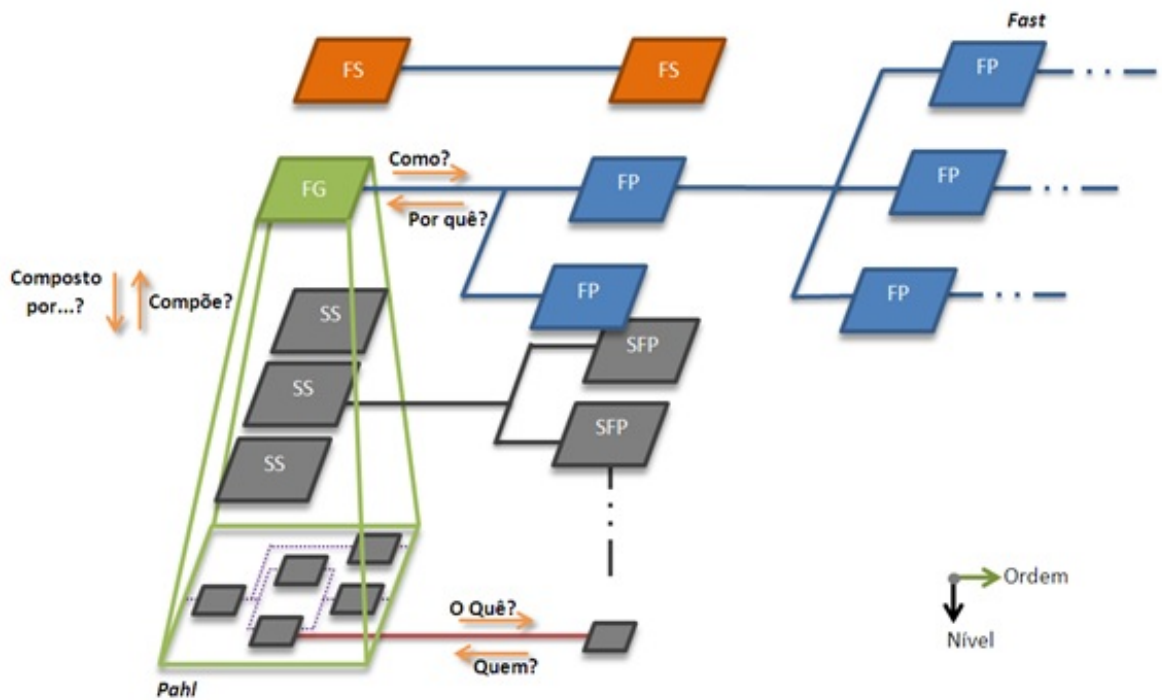 Fast
FS
FS
FP
Como?
FG
FP
FP
Por quê?
Composto
por...?
Compõe?
FP
FP
SS
SFP
SS
SFP
SS
O Quê?
Quem?
Ordem
Nível
Pahl